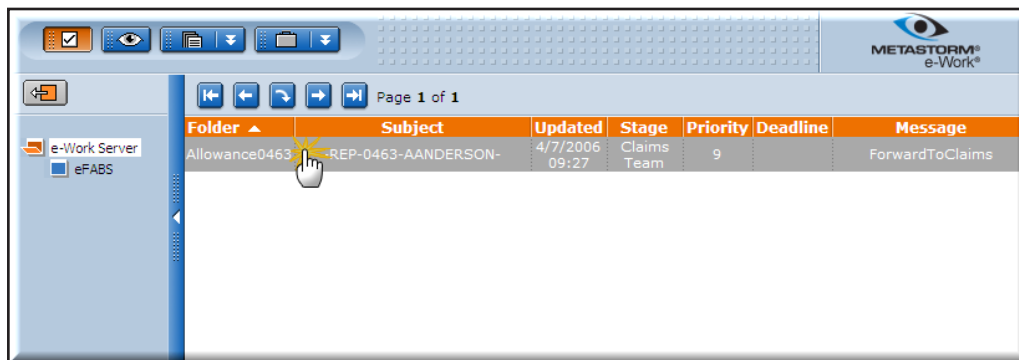 METASTORM®
e-Work®
Page 1 of 1
e-Work Server
eFABS
Folder Subject Updated Stage Priority Deadline Message
Allowance0463 -REP-0463-AANDERSON- 4/7/2006 09:27 Claims Team 9 ForwardToClaims